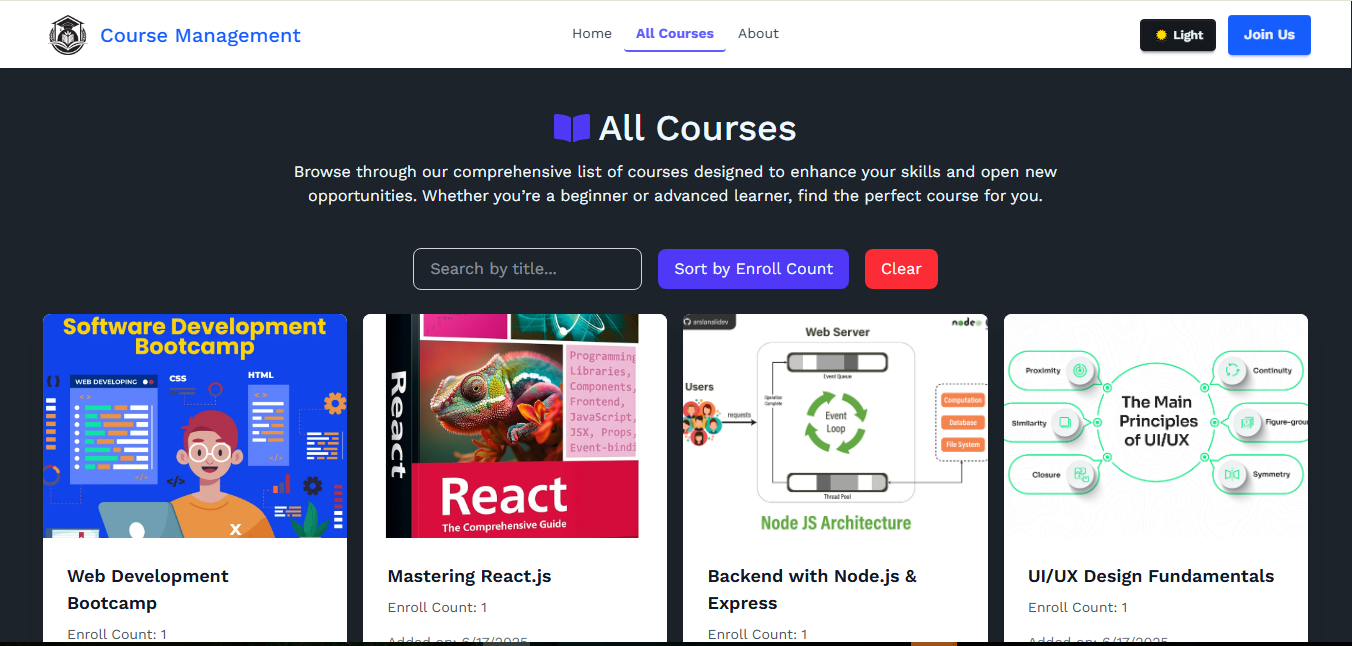 Course Management
Home
All Courses
About
Light
Join Us
All Courses
Browse through our comprehensive list of courses designed to enhance your skills and open new
opportunities. Whether you’re a beginner or advanced learner, find the perfect course for you.
Search by title...
Sort by Enroll Count
Clear
Software Development
Bootcamp
WEB DEVELOPING
CSS
HTML
</>
X
Web Development
Bootcamp
Enroll Count: 1
React
Programming
Libraries,
Components,
Frontend,
JavaScript,
JSX, Props,
Event-bindi
React
The Comprehensive Guide
Mastering React.js
Enroll Count: 1
Added on: 6/17/2025
arslanalidev
Web Server
node
Event Queue
Users
requests
Operation
Complete
Event
Loop
Computation
Database
File System
Thread Pool
Node JS Architecture
Backend with Node.js &
Express
Enroll Count: 1
Proximity
Continuity
The Main
Principles
of UI/UX
Similarity
Figure-grou
Closure
Symmetry
UI/UX Design Fundamentals
Enroll Count: 1
Added on: 6/17/2025